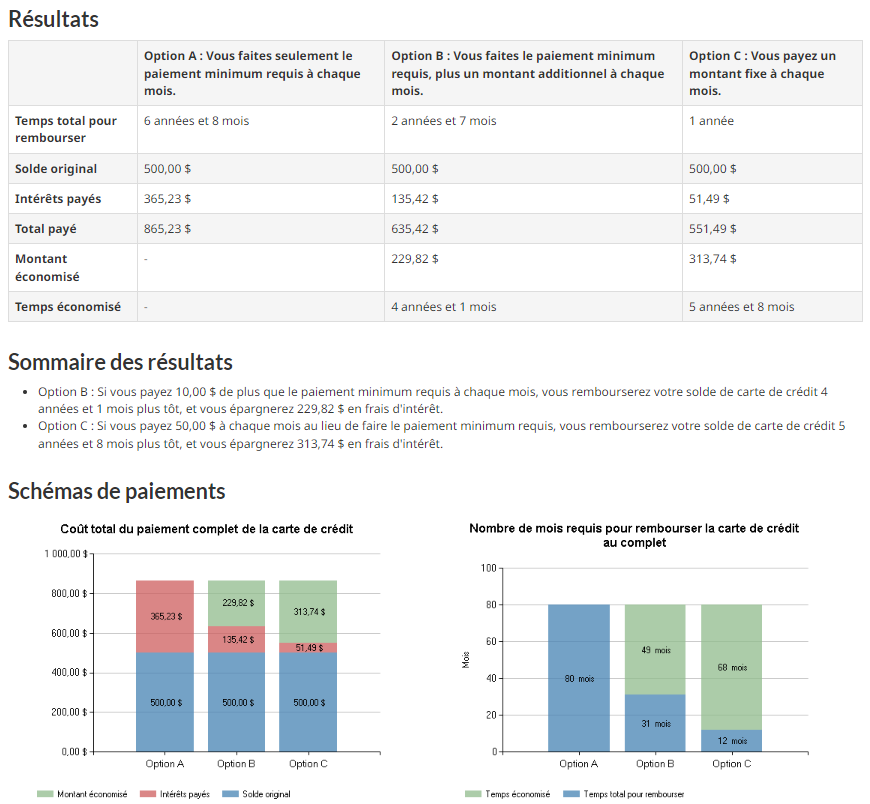 Résultats
Option A : Vous faites seulement le paiement minimum requis à chaque mois.
Option B : Vous faites le paiement minimum requis, plus un montant additionnel à chaque mois.
Option C : Vous payez un montant fixe à chaque mois.
Temps total pour rembourser
6 années et 8 mois
2 années et 7 mois
1 année
Solde original
500,00 $
500,00 $
500,00 $
Intérêts payés
365,23 $
135,42 $
51,49 $
Total payé
865,23 $
635,42 $
551,49 $
Montant économisé
-
229,82 $
313,74 $
Temps économisé
-
4 années et 1 mois
5 années et 8 mois
Sommaire des résultats
• Option B : Si vous payez 10,00 $ de plus que le paiement minimum requis à chaque mois, vous rembourserez votre solde de carte de crédit 4
années et 1 mois plus tôt, et vous épargnerez 229,82 $ en frais d'intérêt.
• Option C : Si vous payez 50,00 $ à chaque mois au lieu de faire le paiement minimum requis, vous rembourserez votre solde de carte de crédit 5
années et 8 mois plus tôt, et vous épargnerez 313,74 $ en frais d'intérêt.
Schémas de paiements
Coût total du paiement complet de la carte de crédit
1 000,00 $
800,00 $
600,00 $
400,00 $
200,00 $
0,00 $
365,23 $
500,00 $
229,82 $
135,42 $
500,00 $
313,74 $
51,49 $
500,00 $
Option A
Option B
Option C
Montant économisé
Intérêts payés
Solde original
Nombre de mois requis pour rembourser la carte de crédit
au complet
Mois
100
80
60
40
20
0
80 mois
49 mois
31 mois
68 mois
12 mois
Option A
Option B
Option C
Temps économisé
Temps total pour rembourser